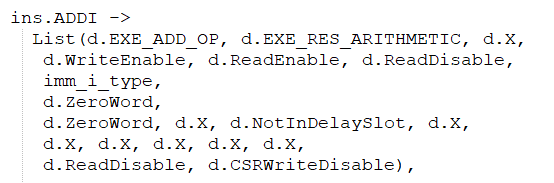 ins.ADDI ->
List(d.EXE_ADD_OP, d.EXE_RES_ARITHMETIC, d.X,
d.WriteEnable, d.ReadEnable, d.ReadDisable,
imm_i_type,
d.ZeroWord,
d.ZeroWord, d.X, d.NotInDelaySlot, d.X,
d.X, d.X, d.X, d.X, d.X,
d.ReadDisable, d.CSRWriteDisable),